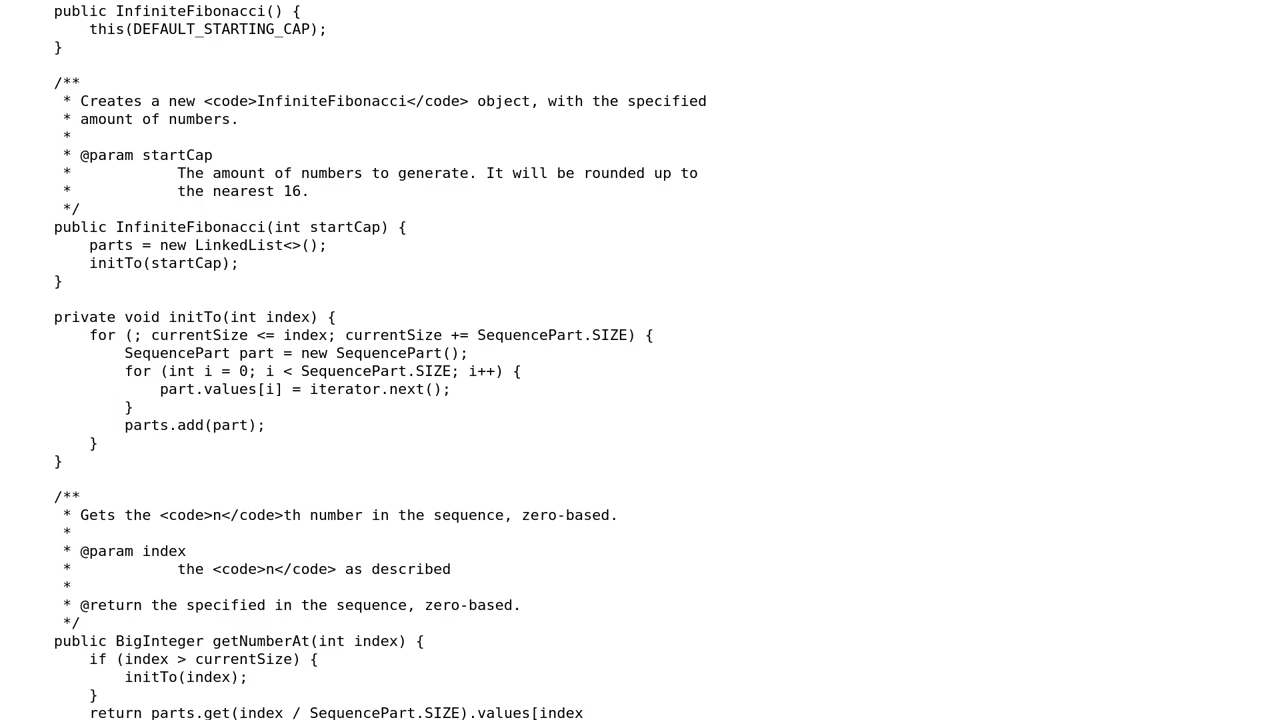 public InfiniteFibonacci() {
    this(DEFAULT_STARTING_CAP);
}

/**
 * Creates a new <code>InfiniteFibonacci</code> object, with the specified
 * amount of numbers.
 *
 * @param startCap
 *            The amount of numbers to generate. It will be rounded up to
 *            the nearest 16.
 */
public InfiniteFibonacci(int startCap) {
    parts = new LinkedList<>();
    initTo(startCap);
}

private void initTo(int index) {
    for (; currentSize <= index; currentSize += SequencePart.SIZE) {
        SequencePart part = new SequencePart();
        for (int i = 0; i < SequencePart.SIZE; i++) {
            part.values[i] = iterator.next();
        }
        parts.add(part);
    }
}

/**
 * Gets the <code>n</code>th number in the sequence, zero-based.
 *
 * @param index
 *            the <code>n</code> as described
 *
 * @return the specified in the sequence, zero-based.
 */
public BigInteger getNumberAt(int index) {
    if (index > currentSize) {
        initTo(index);
    }
    return parts.get(index / SequencePart.SIZE).values[index